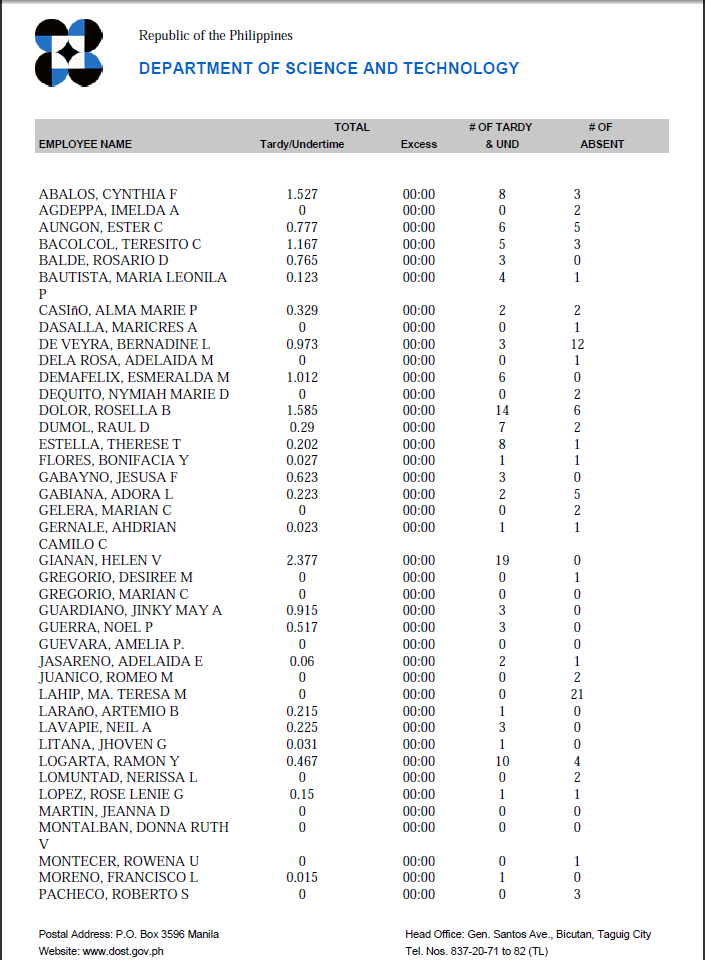 Republic of the Philippines
DEPARTMENT OF SCIENCE AND TECHNOLOGY
TOTAL # OF TARDY # OF
EMPLOYEE NAME Tardy/Undertime Excess & UND ABSENT
ABALOS, CYNTHIA F 1.527 00:00 8 3
AGDEPPA, IMELDA A 0 00:00 0 2
AUNGON, ESTER C 0.777 00:00 6 5
BACOLCOL, TERESITO C 1.167 00:00 5 3
BALDE, ROSARIO D 0.765 00:00 3 0
BAUTISTA, MARIA LEONILA 0.123 00:00 4 1
P
CASIñO, ALMA MARIE P 0.329 00:00 2 2
DASALLA, MARICRES A 0 00:00 0 1
DE VEYRA, BERNADINE L 0.973 00:00 3 12
DELA ROSA, ADELAIDA M 0 00:00 0 1
DEMAFELIX, ESMERALDA M 1.012 00:00 6 0
DEQUITO, NYMIAH MARIE D 0 00:00 0 2
DOLOR, ROSELLA B 1.585 00:00 14 6
DUMOL, RAUL D 0.29 00:00 7 2
ESTELLA, THERESE T 0.202 00:00 8 1
FLORES, BONIFACIA Y 0.027 00:00 1 1
GABAYNO, JESUSA F 0.623 00:00 3 0
GABIANA, ADORA L 0.223 00:00 2 5
GELERA, MARIAN C 0 00:00 0 2
GERNALE, AHDRIAN 0.023 00:00 1 1
CAMILO C
GIANAN, HELEN V 2.377 00:00 19 0
GREGORIO, DESIREE M 0 00:00 0 1
GREGORIO, MARIAN C 0 00:00 0 0
GUARDIANO, JINKY MAY A 0.915 00:00 3 0
GUERRA, NOEL P 0.517 00:00 3 0
GUEVARA, AMELIA P. 0 00:00 0 0
JASARENO, ADELAIDA E 0.06 00:00 2 1
JUANICO, ROMEO M 0 00:00 0 2
LAHIP, MA. TERESA M 0 00:00 0 21
LARAñO, ARTEMIO B 0.215 00:00 1 0
LAVAPIE, NEIL A 0.225 00:00 3 0
LITANA, JHOVEN G 0.031 00:00 1 0
LOGARTA, RAMON Y 0.467 00:00 10 4
LOMUNTAD, NERISSA L 0 00:00 0 2
LOPEZ, ROSE LENIE G 0.15 00:00 1 1
MARTIN, JEANNA D 0 00:00 0 0
MONTALBAN, DONNA RUTH 0 00:00 0 0
V
MONTECER, ROWENA U 0 00:00 0 1
MORENO, FRANCISCO L 0.015 00:00 1 0
PACHECO, ROBERTO S 0 00:00 0 3
Postal Address: P.O. Box 3596 Manila Head Office: Gen. Santos Ave., Bicutan, Taguig City
Website: www.dost.gov.ph Tel. Nos. 837-20-71 to 82 (TL)